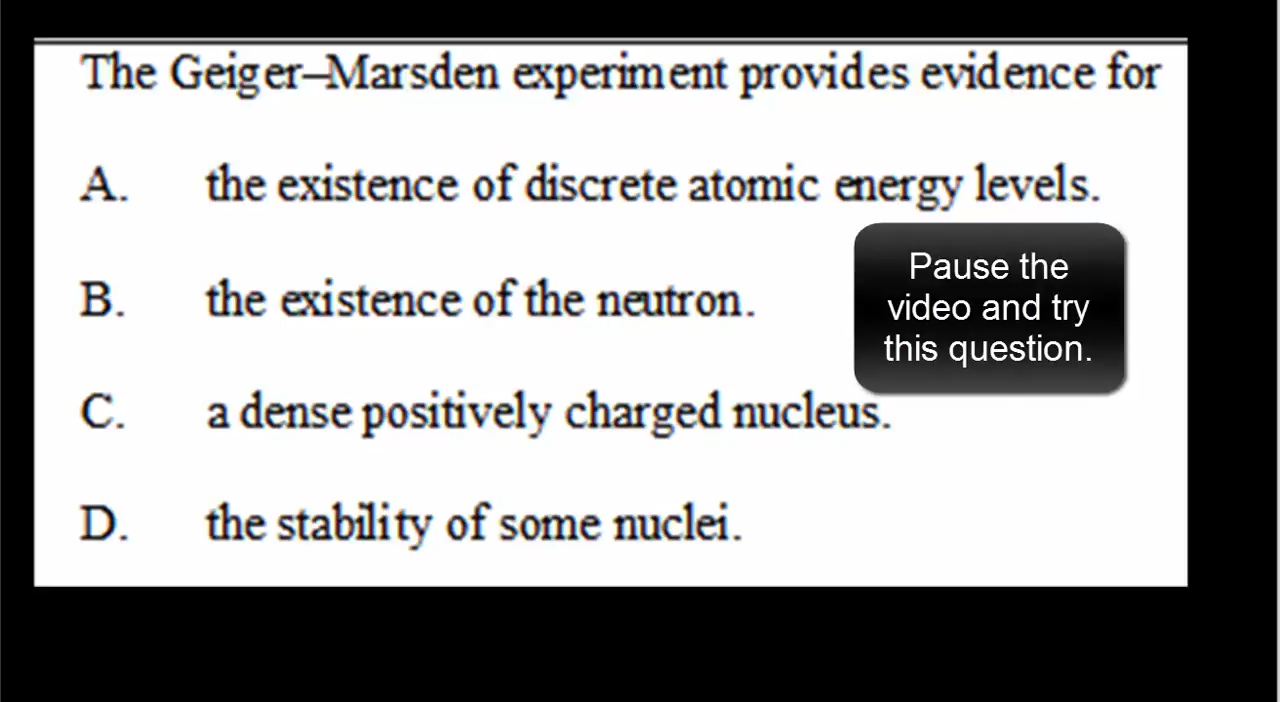 The Geiger–Marsden experiment provides evidence for
A. the existence of discrete atomic energy levels.
B. the existence of the neutron.
Pause the
video and try
this question.
C. a dense positively charged nucleus.
D. the stability of some nuclei.